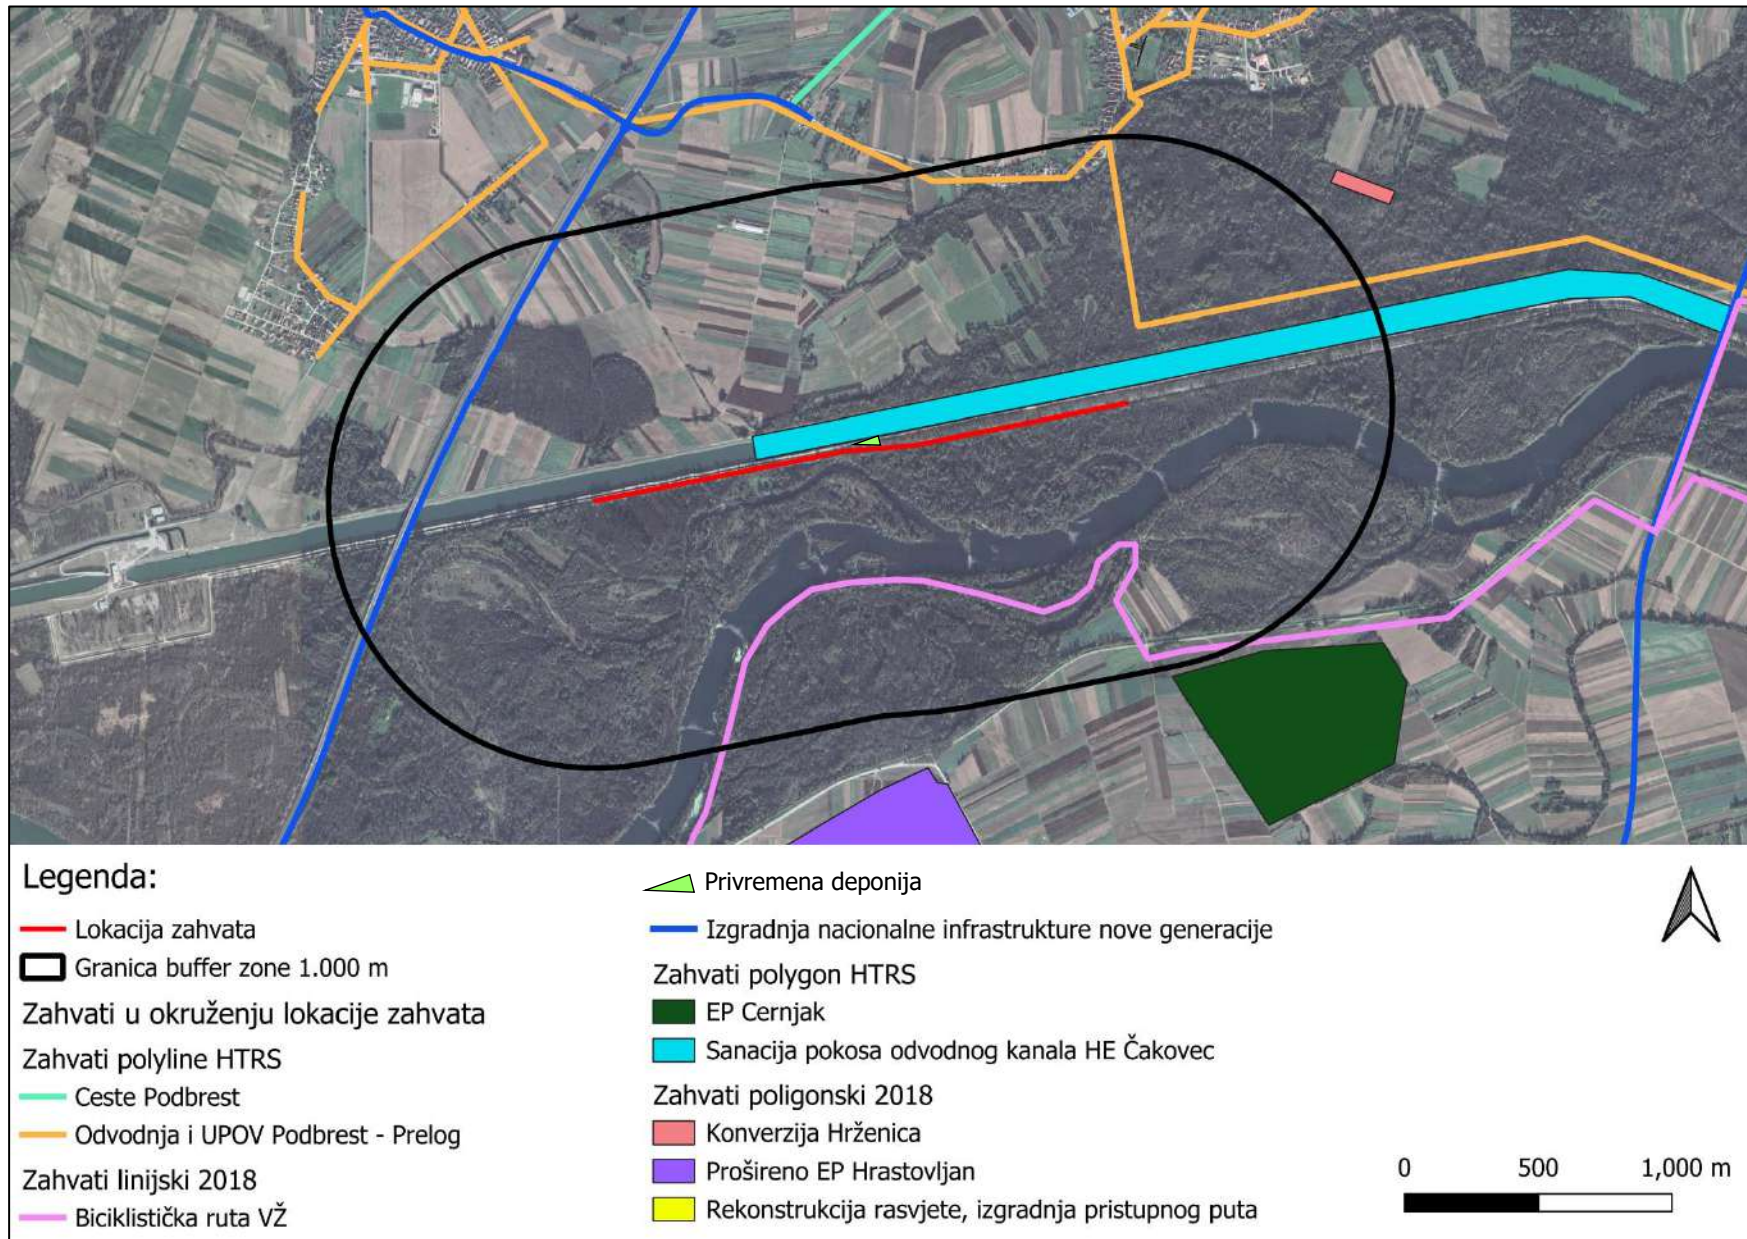 Legenda:
Lokacija zahvata
Granica buffer zone 1.000 m
Zahvati u okruženju lokacije zahvata
Zahvati polyline HTRS
Ceste Podbrest
Odvodnja i UPOV Podbrest - Prelog
Zahvati linijski 2018
Biciklistička ruta VŽ
Privremena deponija
Izgradnja nacionalne infrastrukture nove generacije
Zahvati polygon HTRS
EP Cernjak
Sanacija pokosa odvodnog kanala HE Čakovec
Zahvati poligonski 2018
Konverzija Hrženica
Prošireno EP Hrastovljan
Rekonstrukcija rasvjete, izgradnja pristupnog puta
0 500 1,000 m